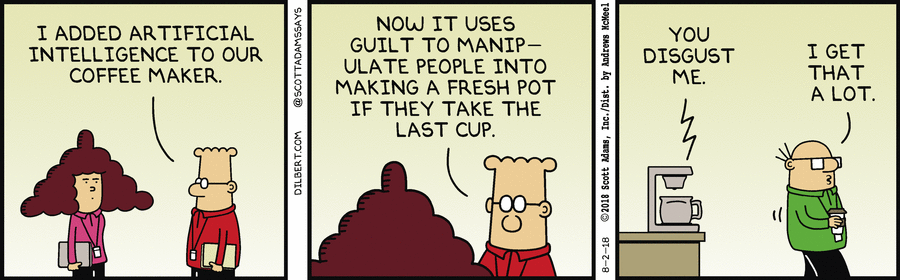 I ADDED ARTIFICIAL
INTELLIGENCE TO OUR
COFFEE MAKER.
DILBERT.COM @SCOTTADAMSSAYS
NOW IT USES
GUILT TO MANIP-
ULATE PEOPLE INTO
MAKING A FRESH POT
IF THEY TAKE THE
LAST CUP.
8-2-18 ©2018 Scott Adams, Inc./Dist. by Andrews McMeel
YOU
DISGUST
ME.
I GET
THAT
A LOT.